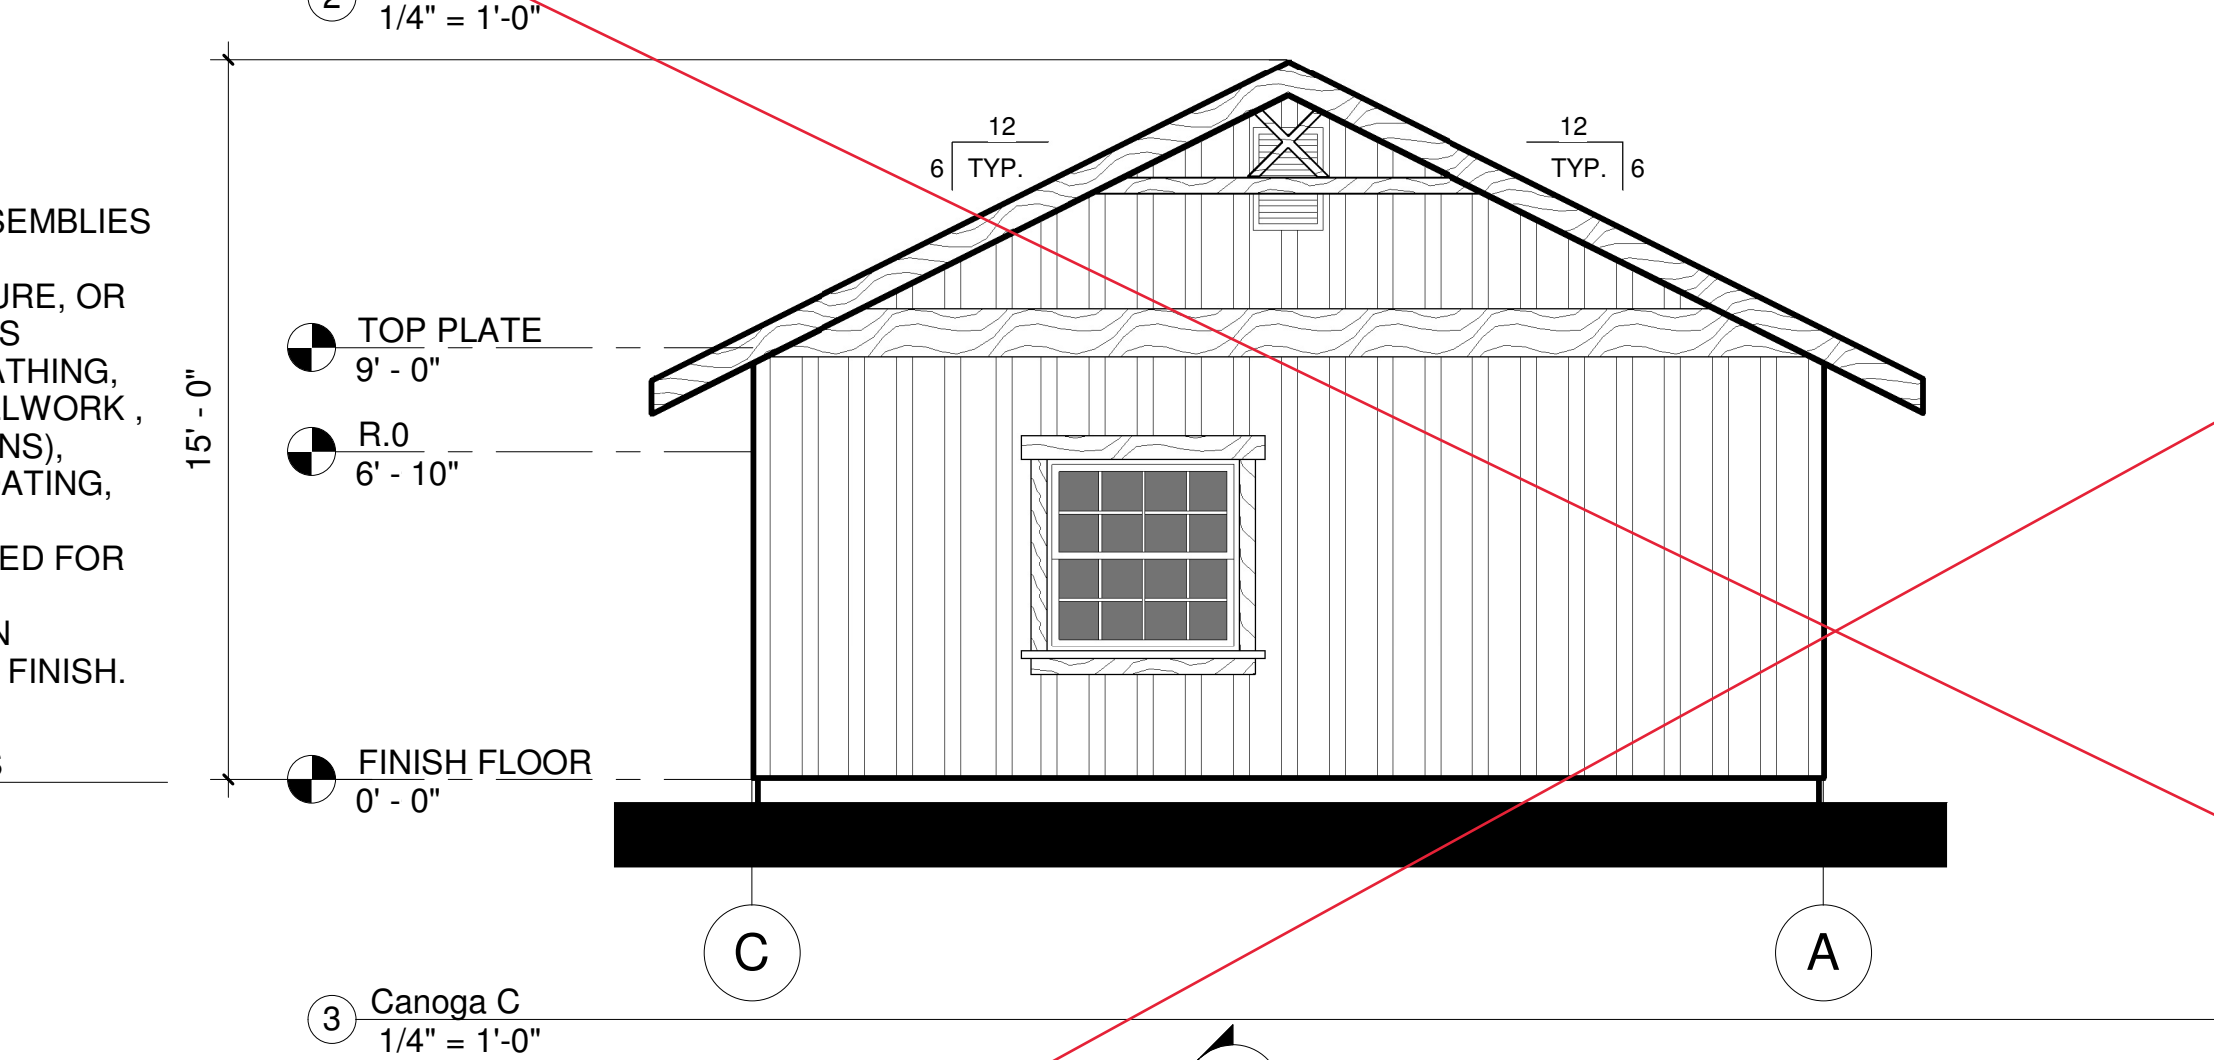 2
1/4" = 1'-0"
SEMBLIES
URE, OR
S
ATHING,
LWORK ,
NS),
ATING,
ED FOR
N
FINISH.
S
15' - 0"
TOP PLATE
9' - 0"
R.0
6' - 10"
FINISH FLOOR
0' - 0"
12
6 TYP.
12
TYP. 6
C
A
3 Canoga C
1/4" = 1'-0"